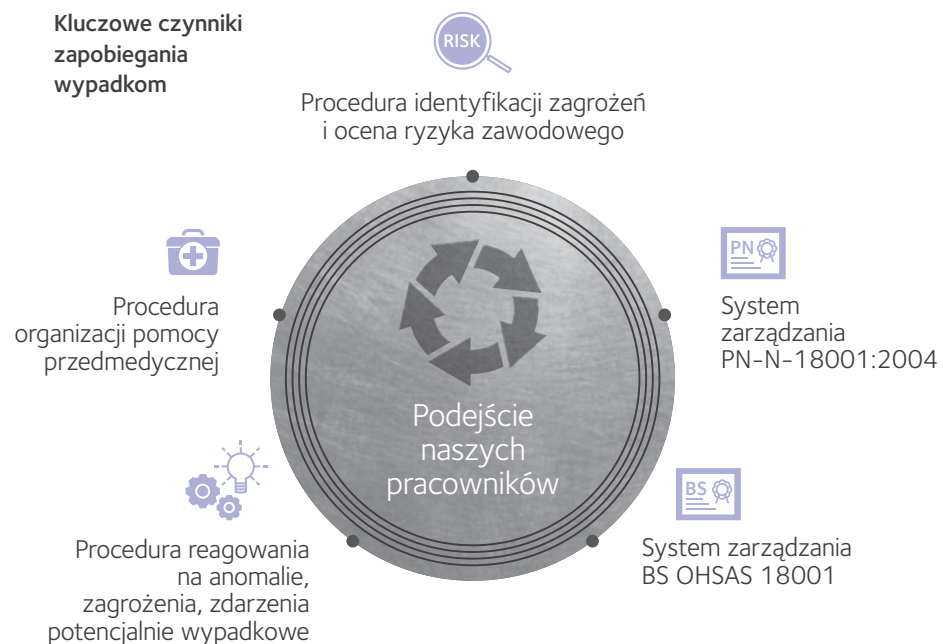 Kluczowe czynniki
zapobiegania
wypadkom
RISK
Procedura identyfikacji zagrożeń
i ocena ryzyka zawodowego
PN
System
zarządzania
PN-N-18001:2004
BS
System zarządzania
BS OHSAS 18001
Procedura reagowania
na anomalie,
zagrożenia, zdarzenia
potencjalnie wypadkowe
Procedura
organizacji pomocy
przedmedycznej
Podejście
naszych
pracowników